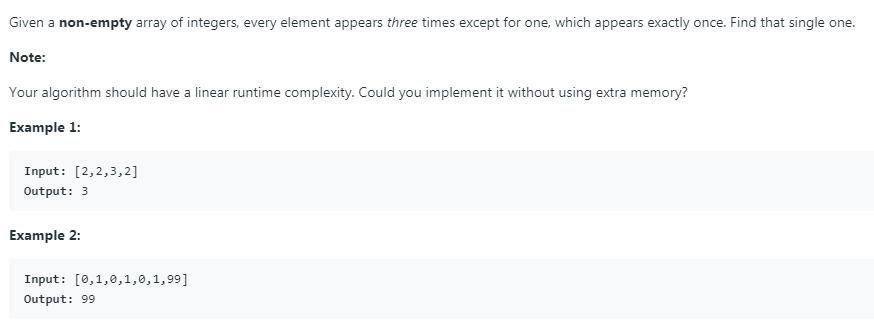 Given a non-empty array of integers, every element appears three times except for one, which appears exactly once. Find that single one.
Note:
Your algorithm should have a linear runtime complexity. Could you implement it without using extra memory?
Example 1:
Input: [2,2,3,2]
Output: 3
Example 2:
Input: [0,1,0,1,0,1,99]
Output: 99